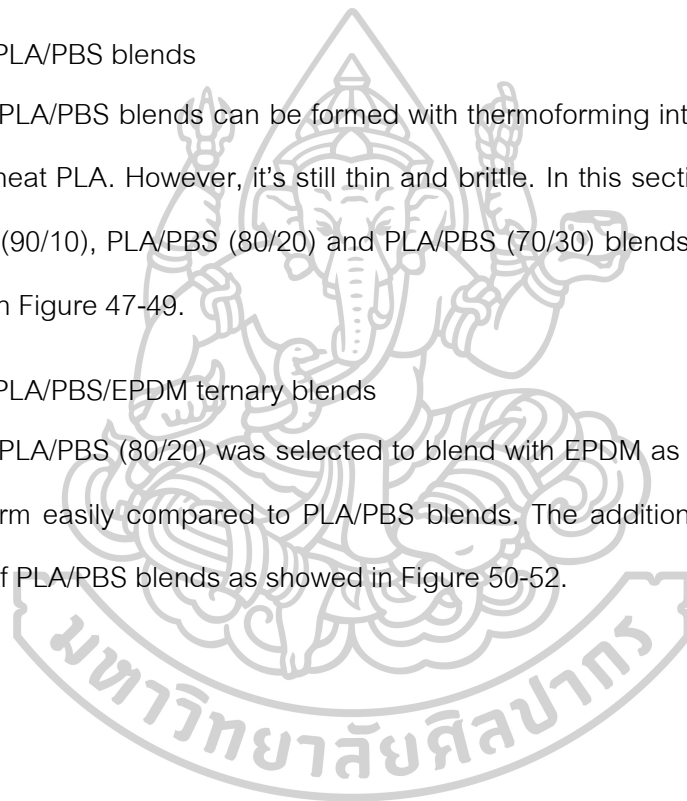 PLA/PBS blends
PLA/PBS blends can be formed with thermoforming int
neat PLA. However, it's still thin and brittle. In this secti
(90/10), PLA/PBS (80/20) and PLA/PBS (70/30) blends
n Figure 47-49.
PLA/PBS/EPDM ternary blends
PLA/PBS (80/20) was selected to blend with EPDM as
rm easily compared to PLA/PBS blends. The addition
f PLA/PBS blends as showed in Figure 50-52.
มหาวิทยาลัยศิลปากร